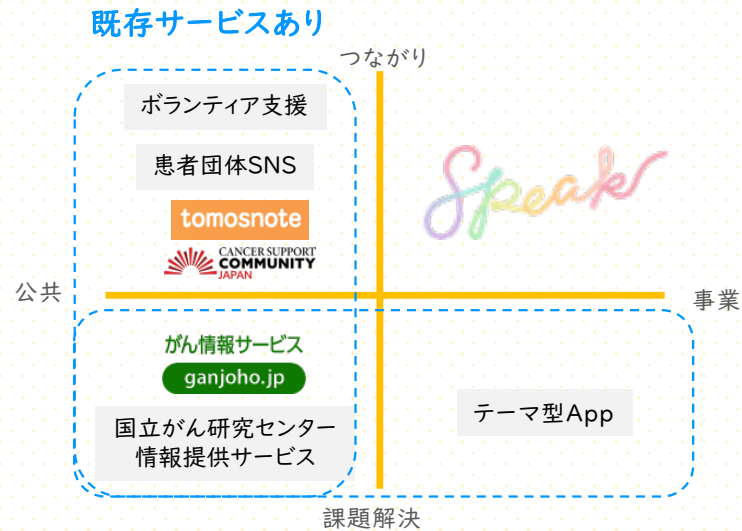 既存サービスあり
つながり
ボランティア支援
患者団体SNS
tomosnote
CANCER SUPPORT
COMMUNITY
JAPAN
Speak
公共
事業
がん情報サービス
ganjoho.jp
国立がん研究センター
情報提供サービス
テーマ型App
課題解決